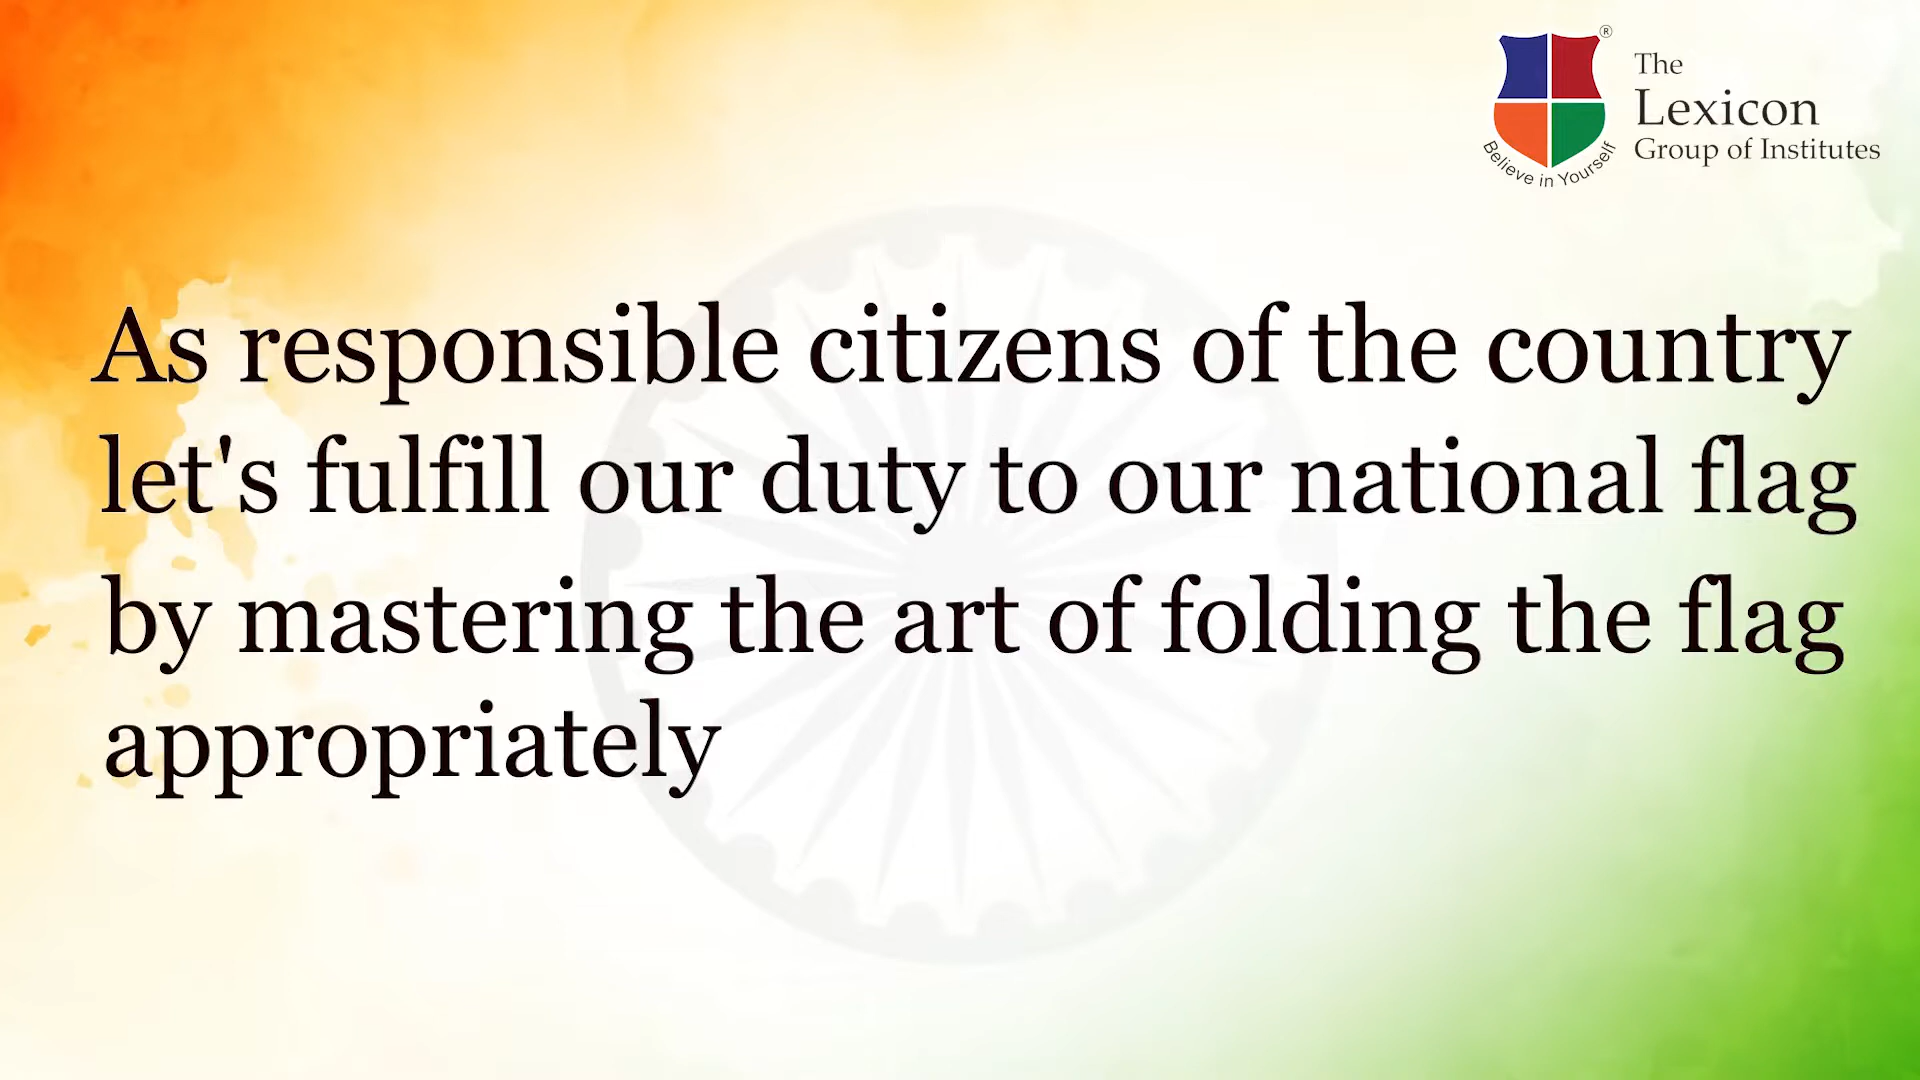 ®
The
Lexicon
Group of Institutes
Believe in Yourself
As responsible citizens of the country
let's fulfill our duty to our national flag
by mastering the art of folding the flag
appropriately